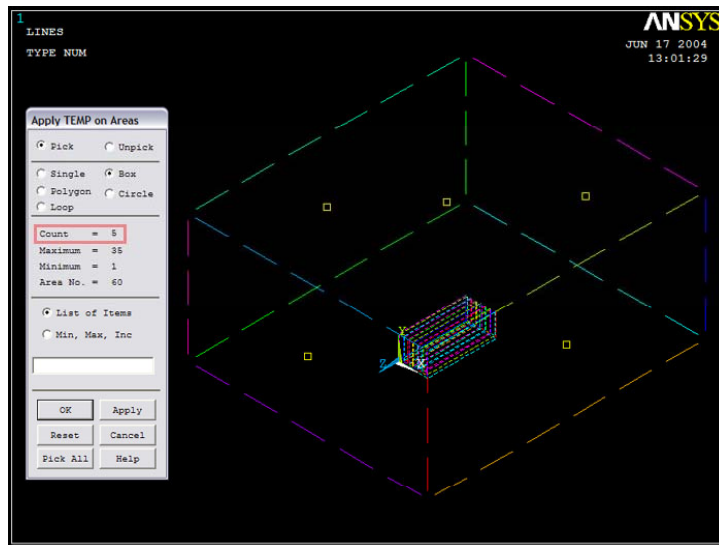 1
LINES
TYPE NUM
ANSYS
JUN 17 2004
13:01:29
Apply TEMP on Areas
Pick Unpick
Single Box
Polygon Circle
Loop
Count = 5
Maximum = 35
Minimum = 1
Area No. = 60
List of Items
Min, Max, Inc
OK Apply
Reset Cancel
Pick All Help
Y
Z X